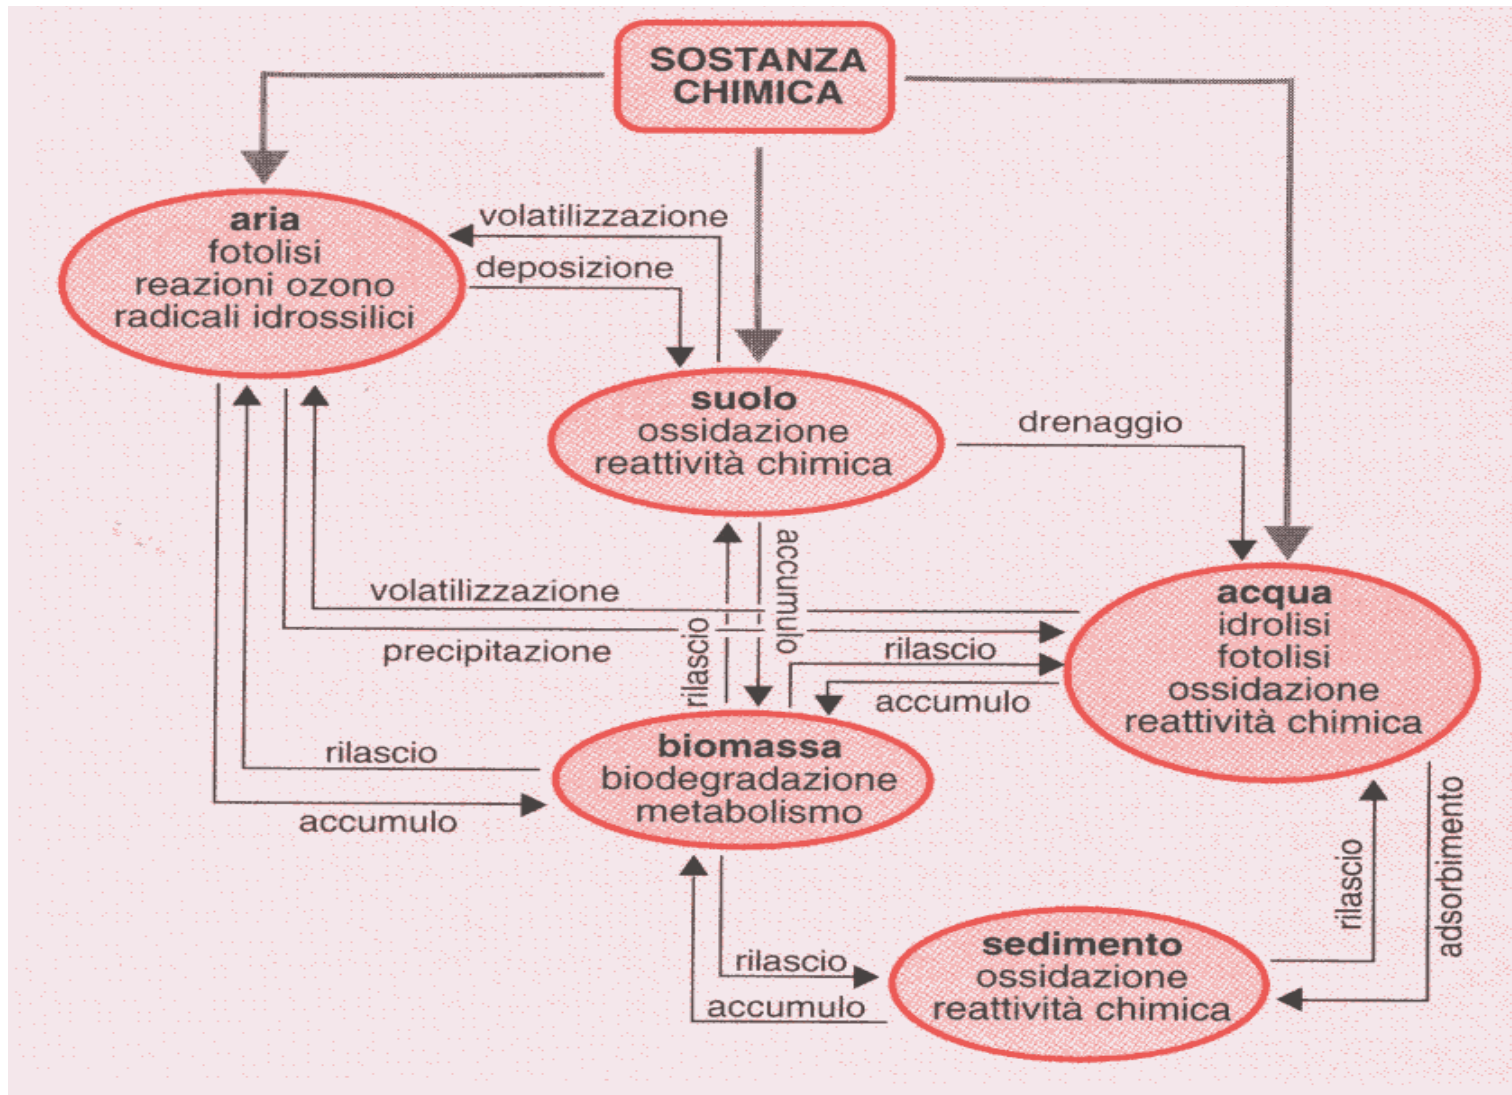 SOSTANZA
CHIMICA
aria
fotolisi
reazioni ozono
radicali idrossilici
volatilizzazione
deposizione
suolo
ossidazione
reattività chimica
drenaggio
accumulo
rilascio
volatilizzazione
precipitazione
acqua
idrolisi
fotolisi
ossidazione
reattività chimica
rilascio
accumulo
biomassa
biodegradazione
metabolismo
rilascio
accumulo
rilascio
adsorbimento
sedimento
ossidazione
reattività chimica
rilascio
accumulo